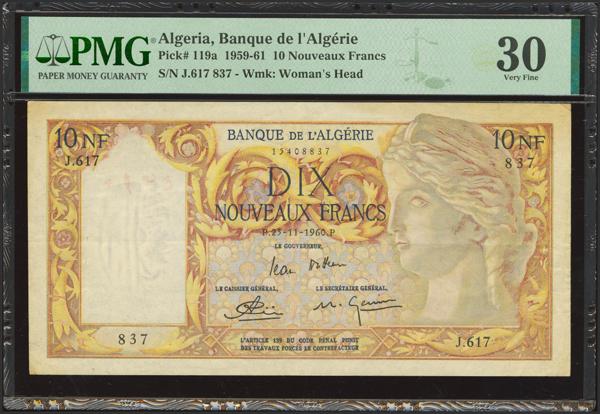 PMG
PAPER MONEY GUARANTY
Algeria, Banque de l'Algérie
Pick# 119a 1959-61 10 Nouveaux Francs
S/N J.617 837 - Wmk: Woman's Head
30
Very Fine
10 NF
J.617
BANQUE DE L'ALGÉRIE
15408837
10 NF
837
DIX
NOUVEAUX FRANCS
P.25-11-1960.P
LE GOUVERNEUR,
LE CAISSIER GÉNÉRAL,
LE SECRÉTAIRE GÉNÉRAL,
837
J.617
L'ARTICLE 139 DU CODE PÉNAL PUNIT
DES TRAVAUX FORCÉS LE CONTREFACTEUR